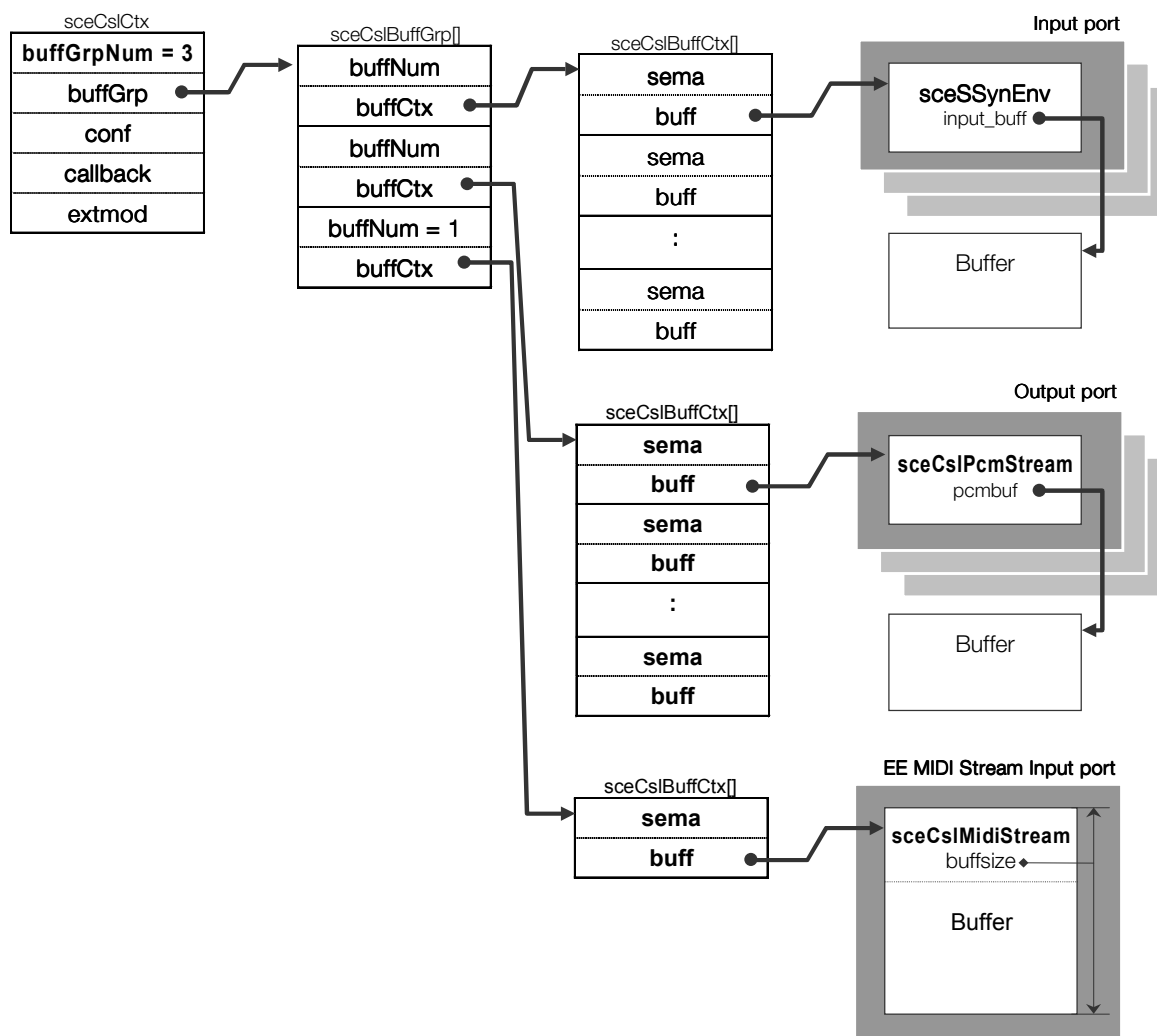 sceCslCtx
buffGrpNum = 3
buffGrp
conf
callback
extmod
sceCslBuffGrp[]
buffNum
buffCtx
buffNum
buffCtx
buffNum = 1
buffCtx
sceCslBuffCtx[]
sema
buff
sema
buff
:
sema
buff
Input port
sceSSynEnv
input_buff
Buffer
sceCslBuffCtx[]
sema
buff
sema
buff
:
sema
buff
Output port
sceCslPcmStream
pcmbuf
Buffer
sceCslBuffCtx[]
sema
buff
EE MIDI Stream Input port
sceCslMidiStream
buffsize
Buffer